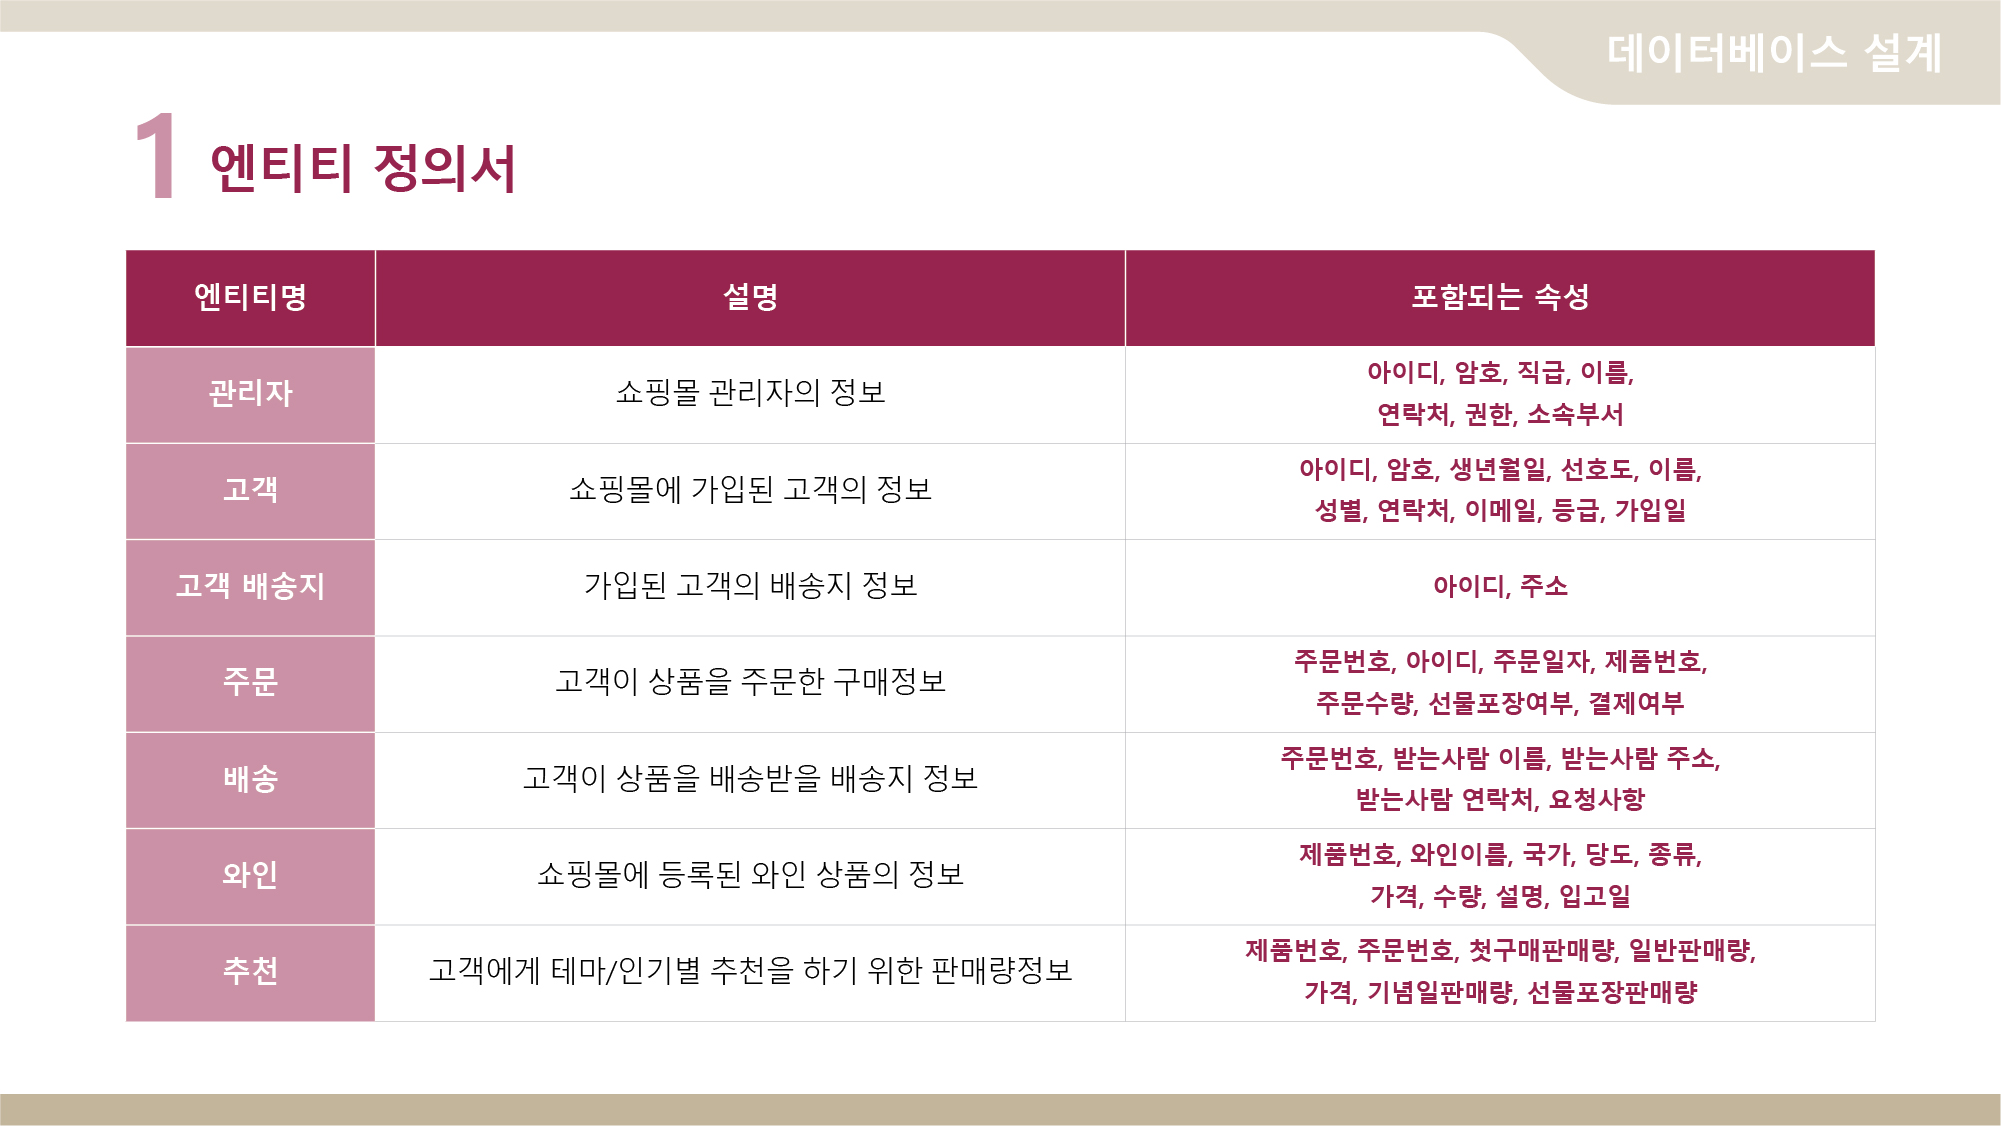 데이터베이스 설계
1 엔티티 정의서
엔티티명 설명 포함되는 속성
관리자 쇼핑몰 관리자의 정보 아이디, 암호, 직급, 이름,
연락처, 권한, 소속부서
고객 쇼핑몰에 가입된 고객의 정보 아이디, 암호, 생년월일, 선호도, 이름,
성별, 연락처, 이메일, 등급, 가입일
고객 배송지 가입된 고객의 배송지 정보 아이디, 주소
주문 고객이 상품을 주문한 구매정보 주문번호, 아이디, 주문일자, 제품번호,
주문수량, 선물포장여부, 결제여부
배송 고객이 상품을 배송받을 배송지 정보 주문번호, 받는사람 이름, 받는사람 주소,
받는사람 연락처, 요청사항
와인 쇼핑몰에 등록된 와인 상품의 정보 제품번호, 와인이름, 국가, 당도, 종류,
가격, 수량, 설명, 입고일
추천 고객에게 테마/인기별 추천을 하기 위한 판매량정보 제품번호, 주문번호, 첫구매판매량, 일반판매량,
가격, 기념일판매량, 선물포장판매량